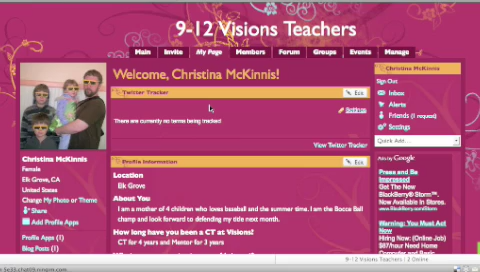 9-12 Visions Teachers
Main Invite My Page Members Forum Groups Events Manage
Welcome, Christina McKinnis!
Twitter Tracker
Settings
There are currently no terms being tracked
View Twitter Tracker
Profile Information
Location
Elk Grove
About You
I am a mother of 4 children who loves baseball and the summer time. I am the Bocce Ball
champ and look forward to defending my title next month.
How long have you been a CT at Visions?
CT for 4 years and Mentor for 3 years
Christina McKinnis
Female
Elk Grove, CA
United States
Change My Photo or Theme
Share
Add Profile Apps
Profile Apps (1)
Blog Posts (1)
Christina McKinnis
Sign Out
Inbox
Alerts
Friends (1 request)
Settings
Quick Add...
Ads by Google
Praise and Be
Impressed
Get The New
BlackBerry® Storm™.
Now Available In Stores.
Warning: You Must Act
Now
Hiring Now: (Online Job)
$87/hour Need Home
9-12 Visions Teachers | 2 Online